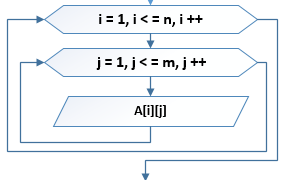 i = 1, i < = n, i ++
j = 1, j < = m, j ++
A[i][j]